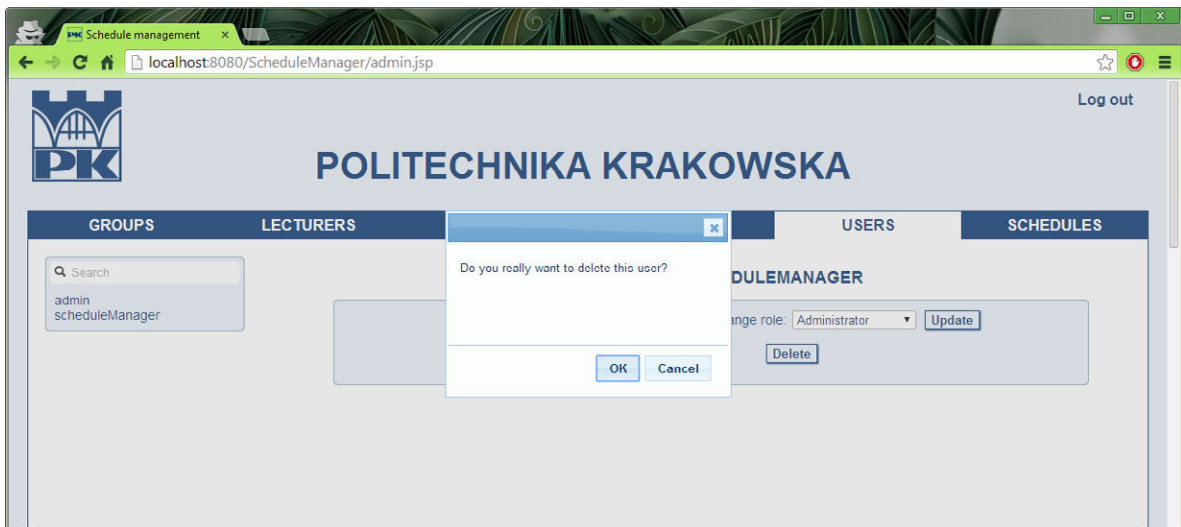 PK Schedule management
localhost:8080/ScheduleManager/admin.jsp
Log out
PK
POLITECHNIKA KRAKOWSKA
GROUPS LECTURERS USERS SCHEDULES
Search
admin
scheduleManager
Do you really want to delete this user?
OK Cancel
DULEMANAGER
ange role: Administrator Update
Delete